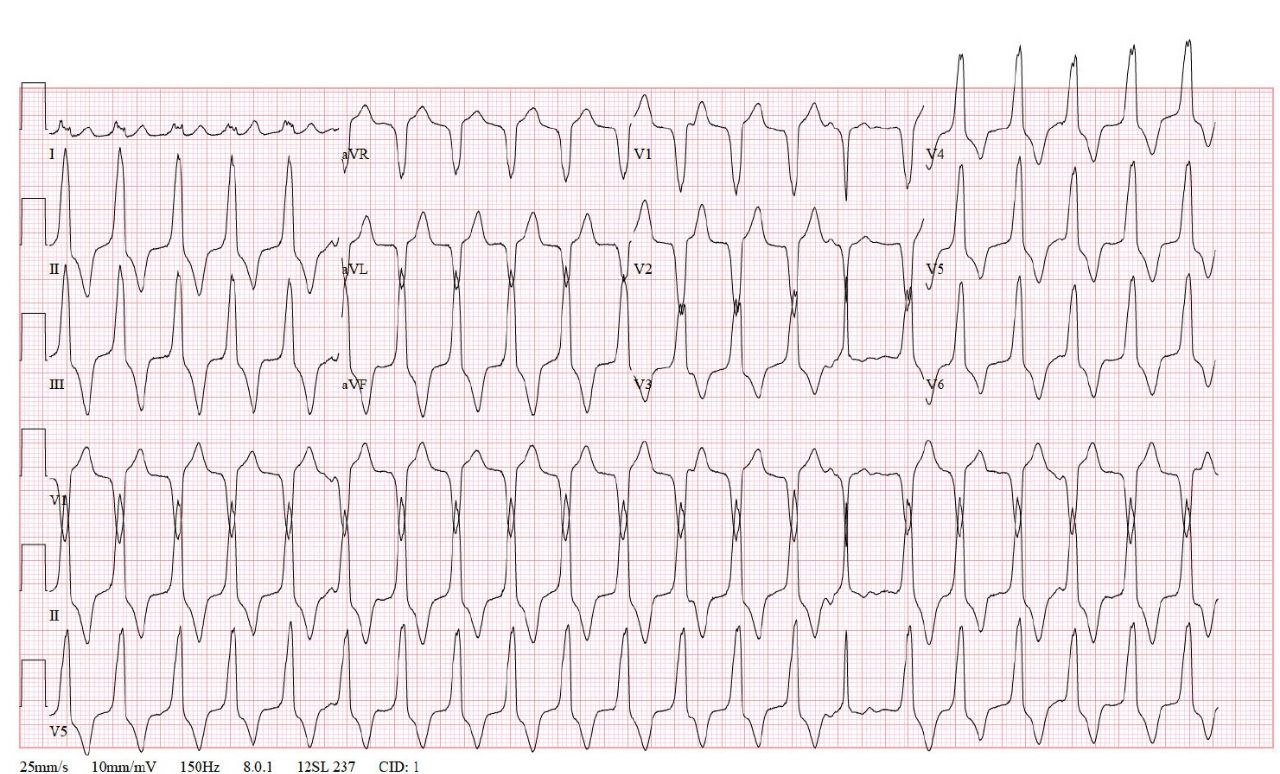 I aVR V1 V4
II aVL V2 V5
III aVF V3 V6
V1
II
V5
25mm/s 10mm/mV 150Hz 8.0.1 12SL 237 CID: 1